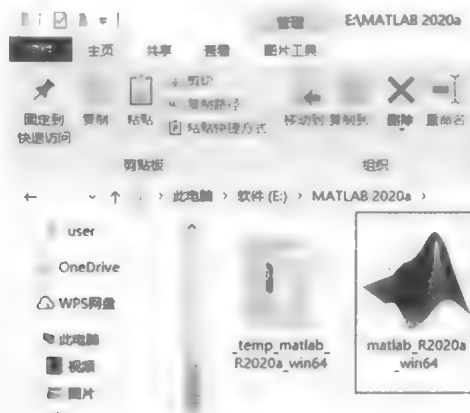 管理
E:\MATLAB 2020a
主页
共享
查看
图片工具
固定到
快速访问
复制
粘贴
剪切
复制路径
粘贴快捷方式
移动到
复制到
删除
重命名
剪贴板
组织
此电脑 › 软件 (E:) › MATLAB 2020a ›
user
OneDrive
WPS网盘
此电脑
视频
图片
_temp_matlab_
R2020a_win64
matlab_R2020a
_win64